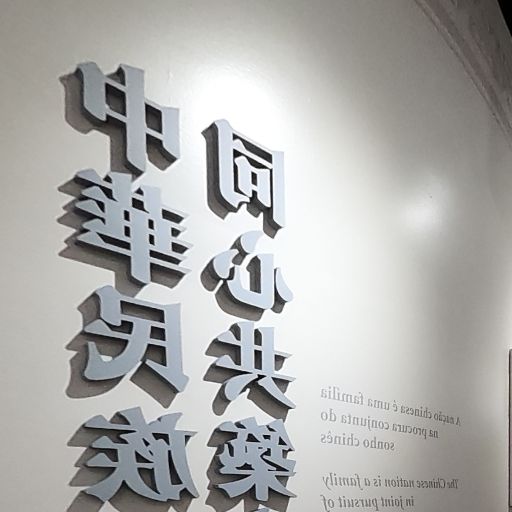 中華民族
同心共築
A nação chinesa é uma família
na procura conjunta do
sonho chinês
The Chinese nation is a family
in joint pursuit of